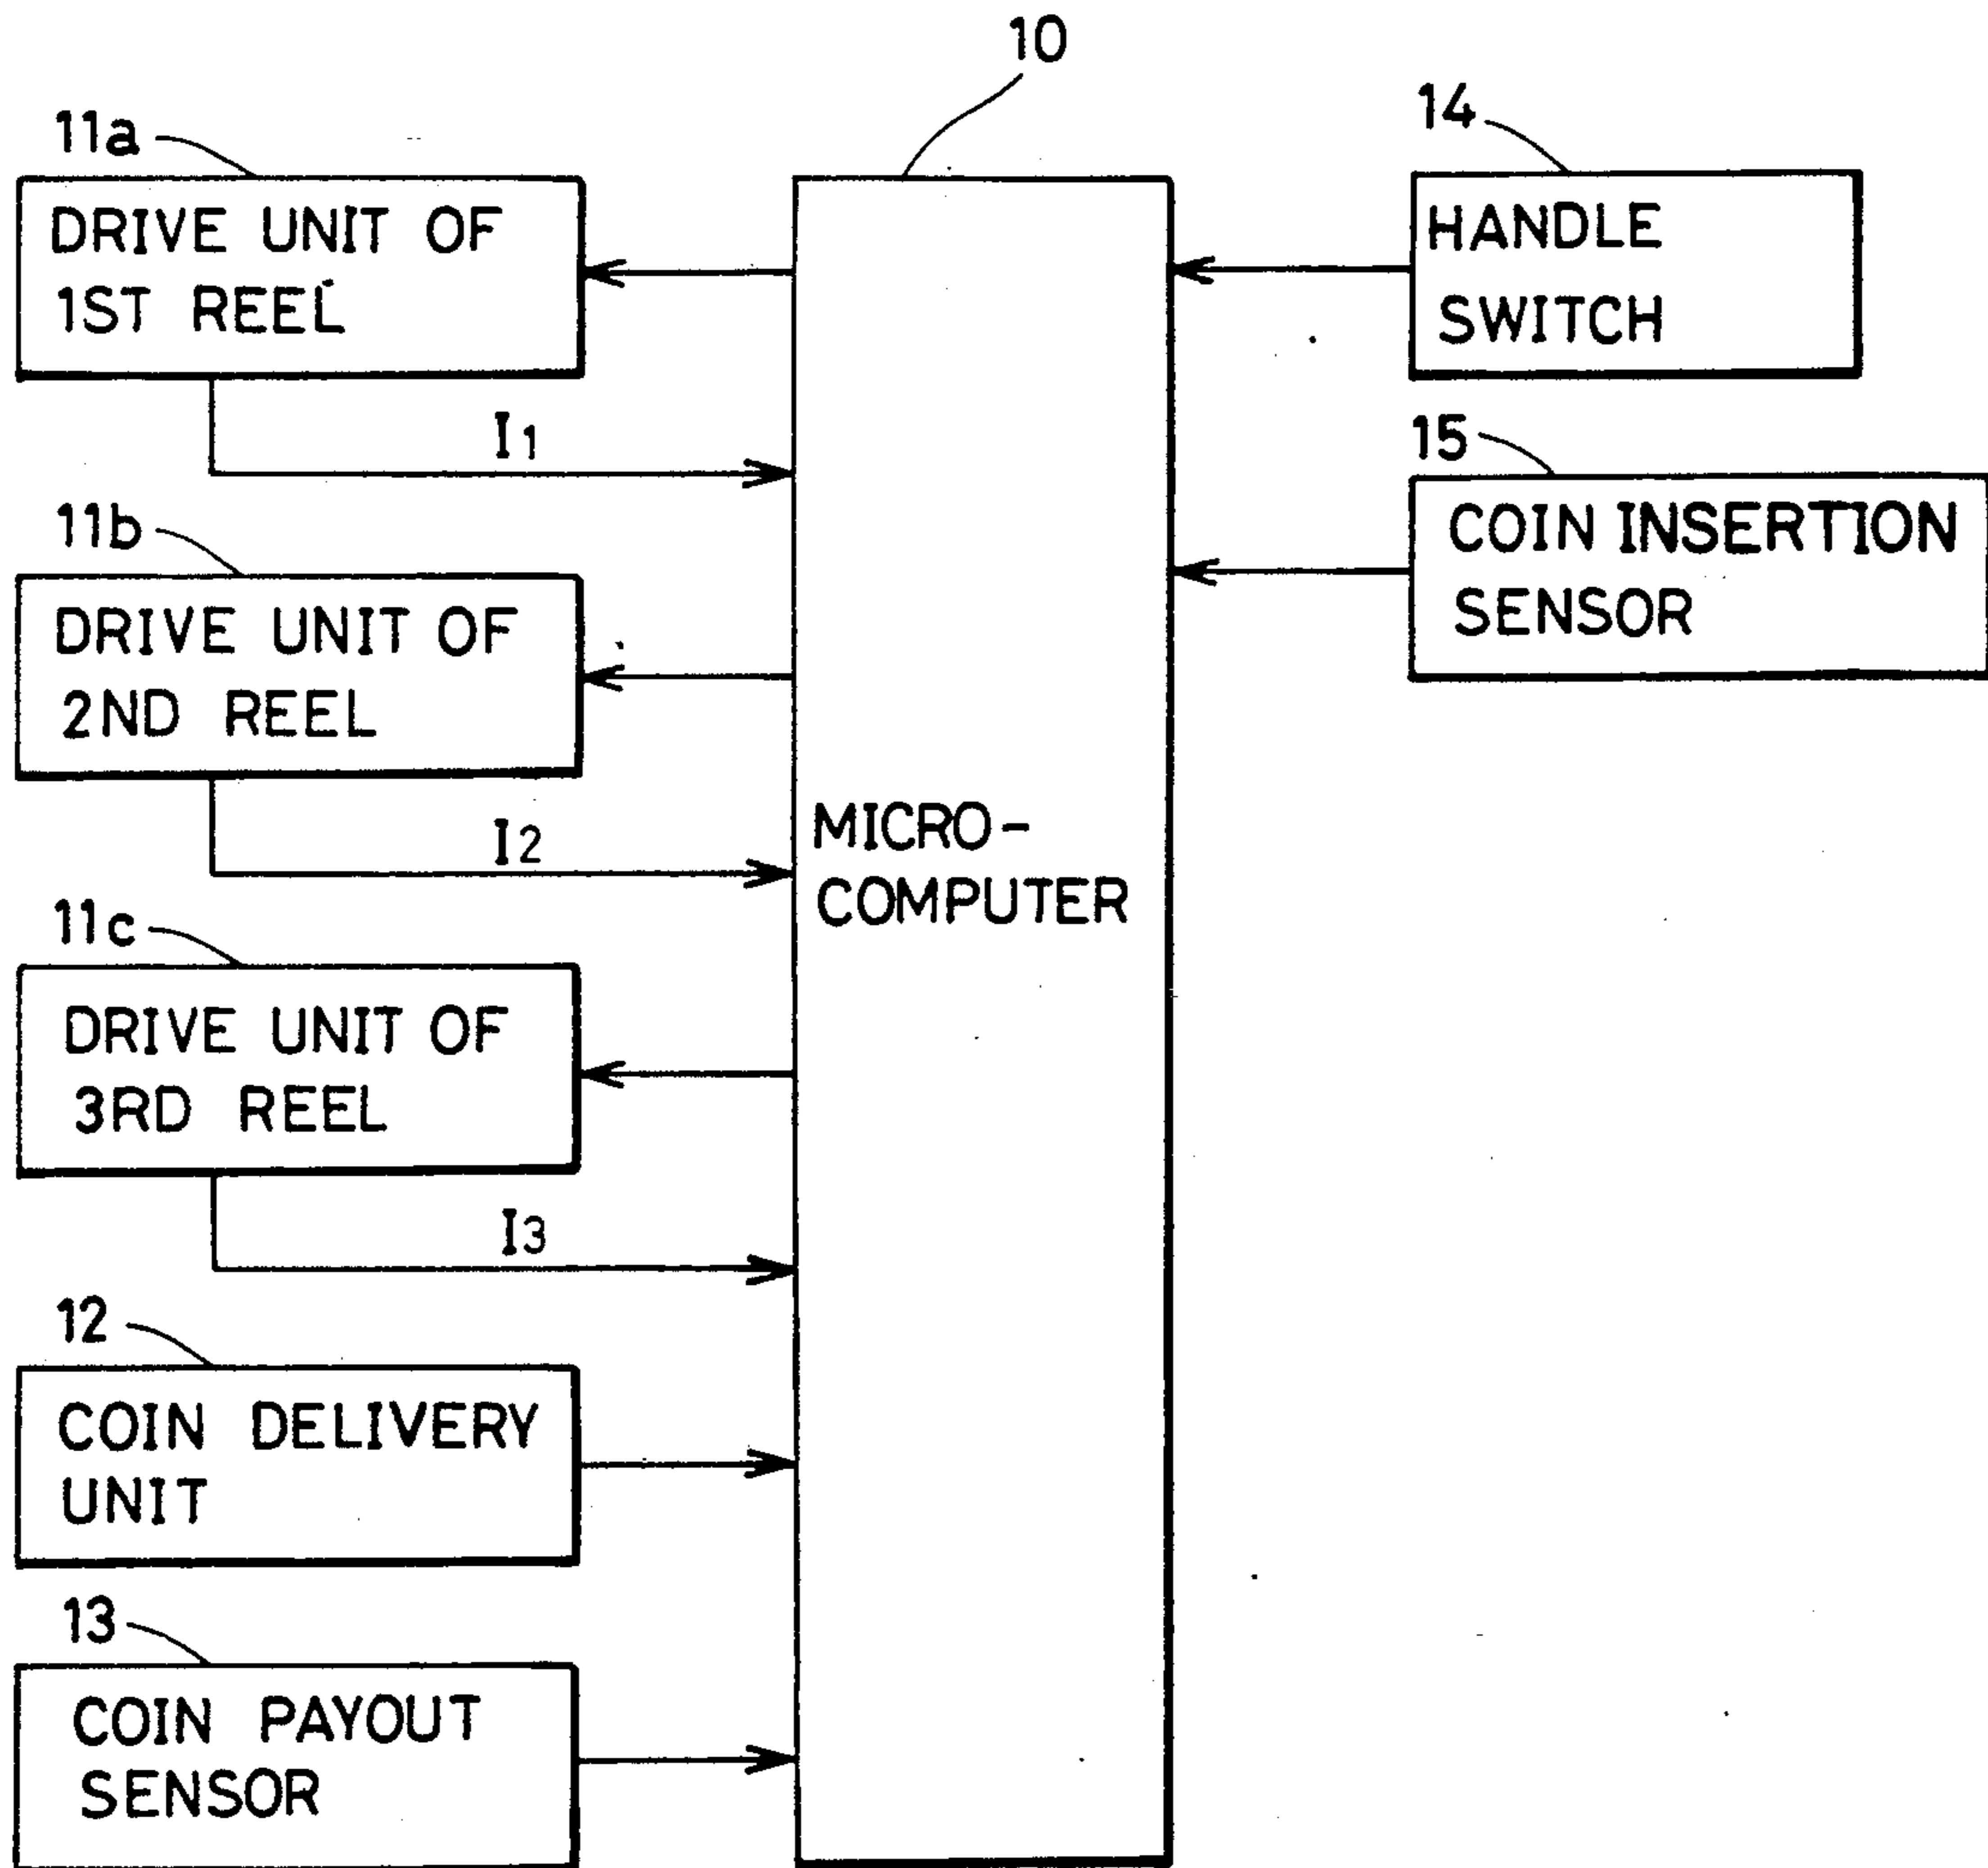 10
11a
DRIVE UNIT OF
1ST REEL
I1
11b
DRIVE UNIT OF
2ND REEL
I2
11c
DRIVE UNIT OF
3RD REEL
I3
12
COIN DELIVERY
UNIT
13
COIN PAYOUT
SENSOR
MICRO-
COMPUTER
14
HANDLE
SWITCH
15
COIN INSERTION
SENSOR